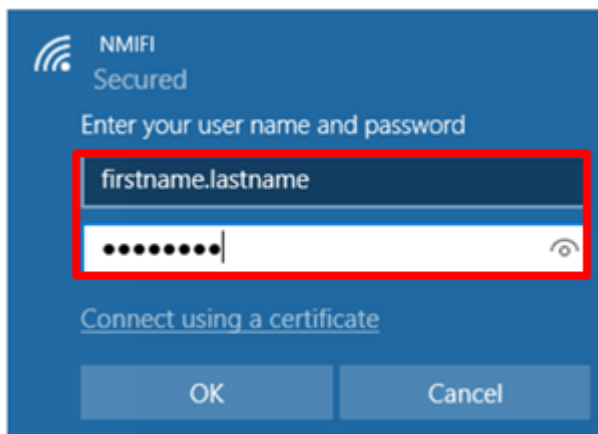 NMIFI
Secured
Enter your user name and password
firstname.lastname
••••••••
Connect using a certificate
OK Cancel